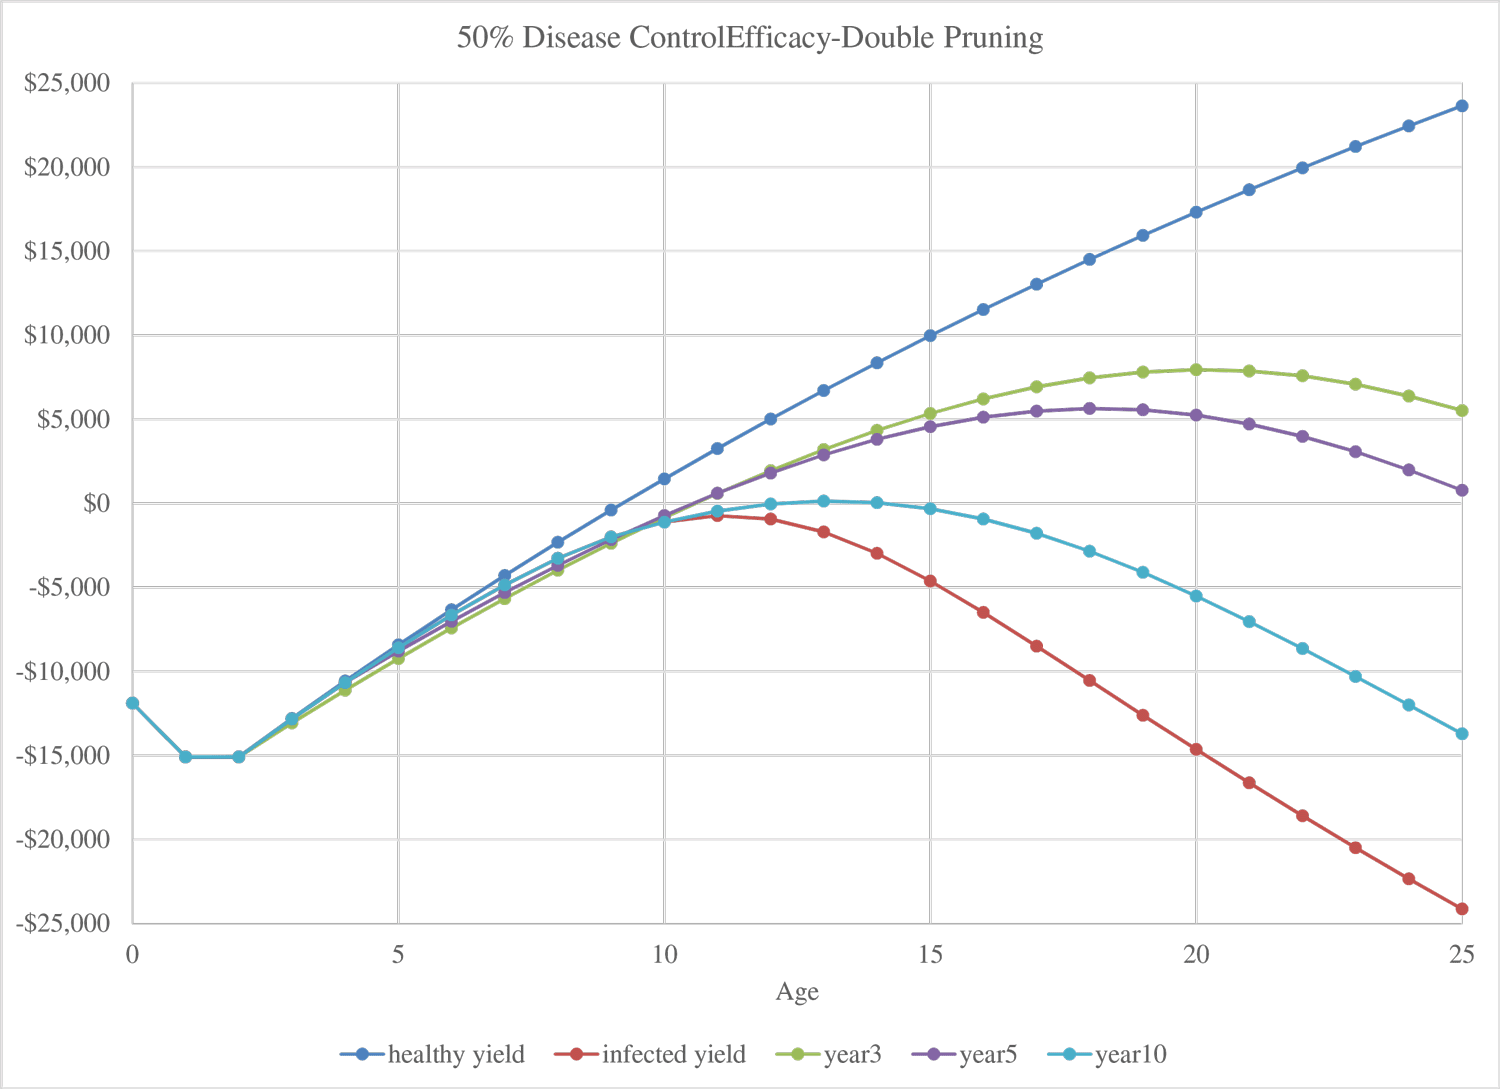 50% Disease ControlEfficacy-Double Pruning
$25,000
$20,000
$15,000
$10,000
$5,000
$0
-$5,000
-$10,000
-$15,000
-$20,000
-$25,000
0 5 10 15 20 25
Age
healthy yield infected yield year3 year5 year10